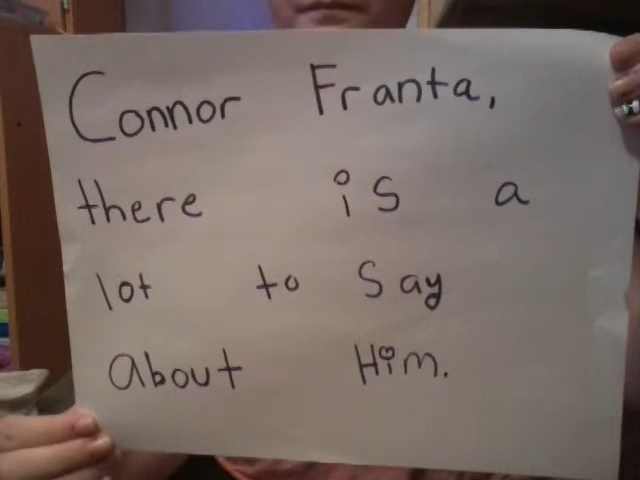 Connor Franta,
there is a
lot to say
about Him.